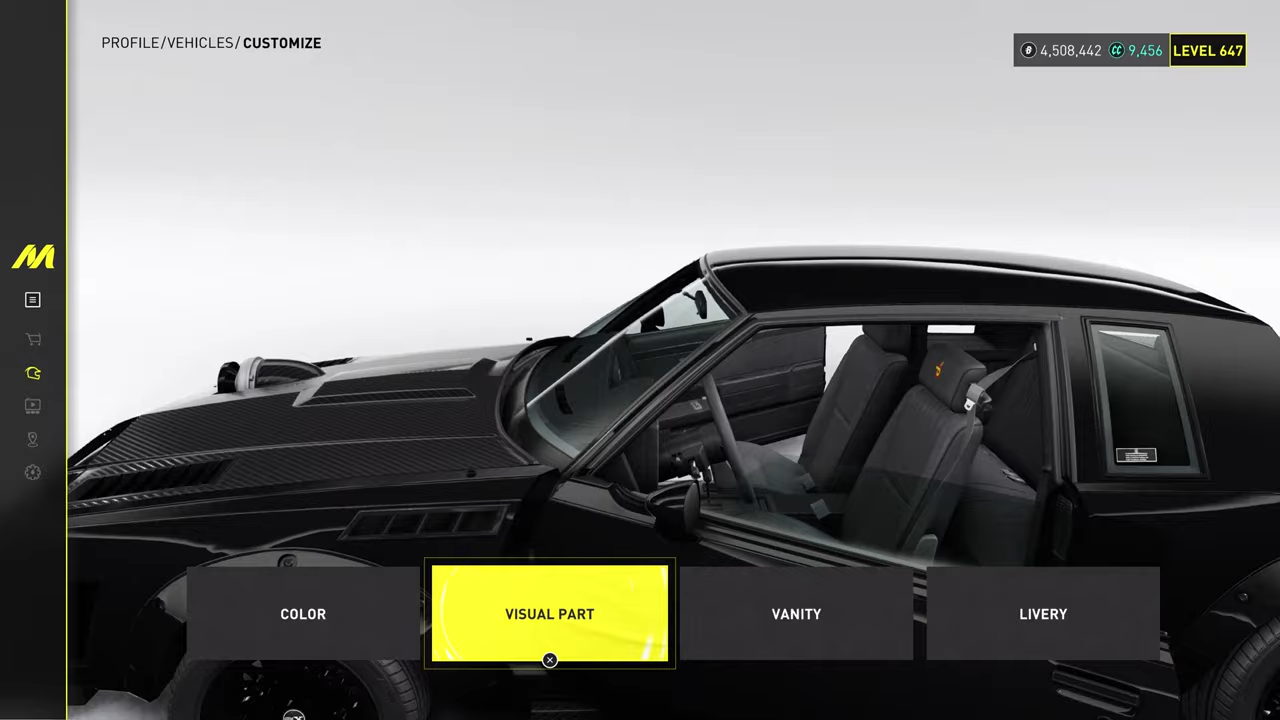 PROFILE/VEHICLES/CUSTOMIZE
4,508,442 9,456 LEVEL 647
COLOR
VISUAL PART
VANITY
LIVERY